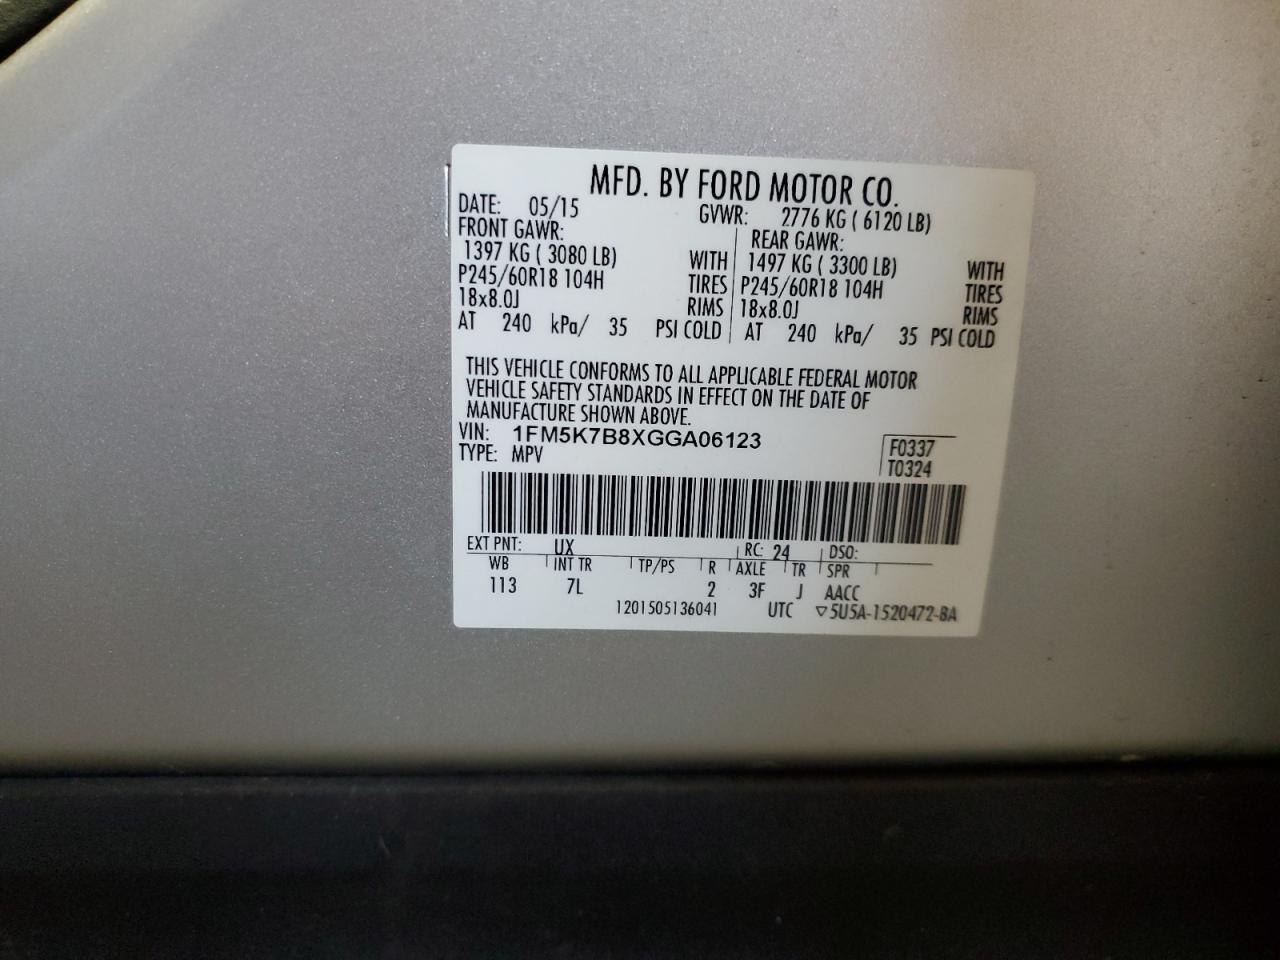 MFD. BY FORD MOTOR CO.
DATE: 05/15 GVWR: 2776 KG ( 6120 LB)
FRONT GAWR: REAR GAWR:
1397 KG ( 3080 LB) WITH 1497 KG ( 3300 LB) WITH
P245/60R18 104H TIRES P245/60R18 104H TIRES
18x8.0J RIMS 18x8.0J RIMS
AT 240 kPa/ 35 PSI COLD AT 240 kPa/ 35 PSI COLD
THIS VEHICLE CONFORMS TO ALL APPLICABLE FEDERAL MOTOR
VEHICLE SAFETY STANDARDS IN EFFECT ON THE DATE OF
MANUFACTURE SHOWN ABOVE.
VIN: 1FM5K7B8XGGA06123 F0337
TYPE: MPV T0324
EXT PNT: UX RC: 24 DSO:
WB INT TR TP/PS R AXLE TR SPR
113 7L 2 3F J AACC
1201505136041 UTC ▽5U5A-1520472-BA